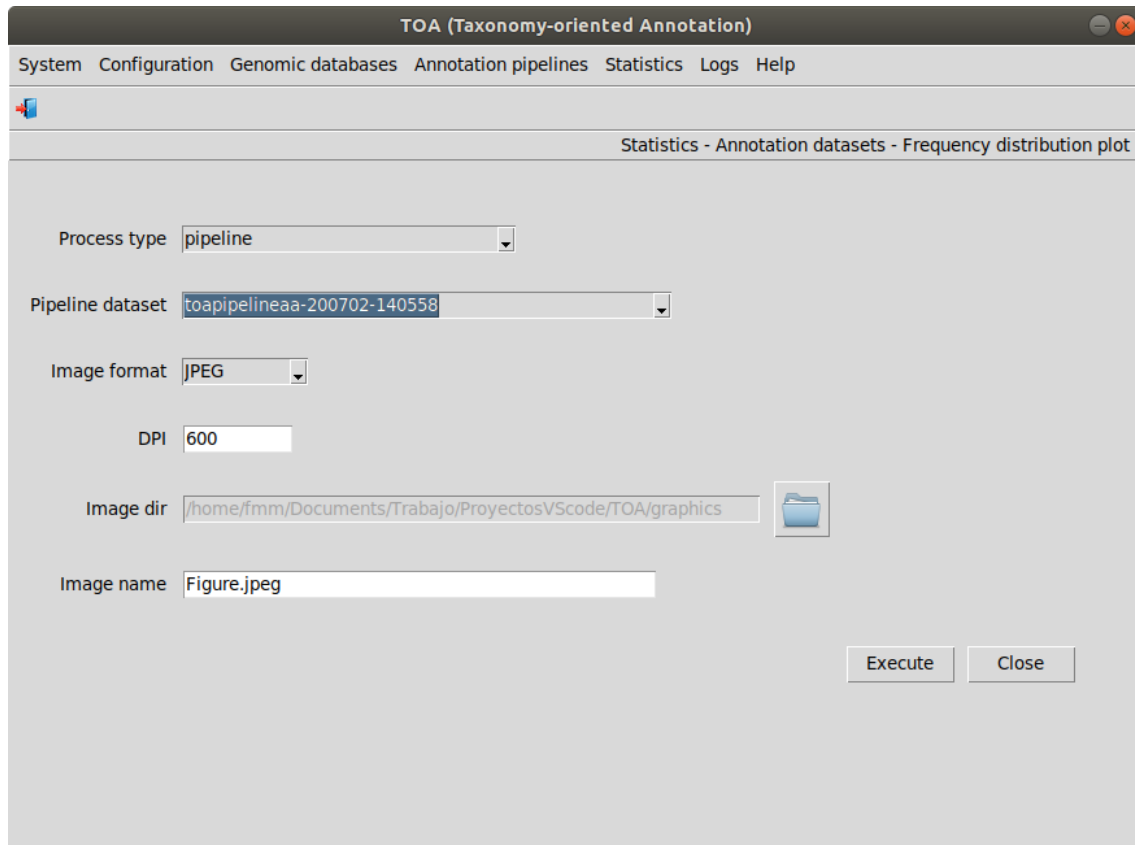 TOA (Taxonomy-oriented Annotation)
System Configuration Genomic databases Annotation pipelines Statistics Logs Help
Statistics - Annotation datasets - Frequency distribution plot
Process type pipeline
Pipeline dataset toapipelineaa-200702-140558
Image format JPEG
DPI 600
Image dir /home/fmm/Documents/Trabajo/ProyectosVScode/TOA/graphics
Image name Figure.jpeg
Execute Close